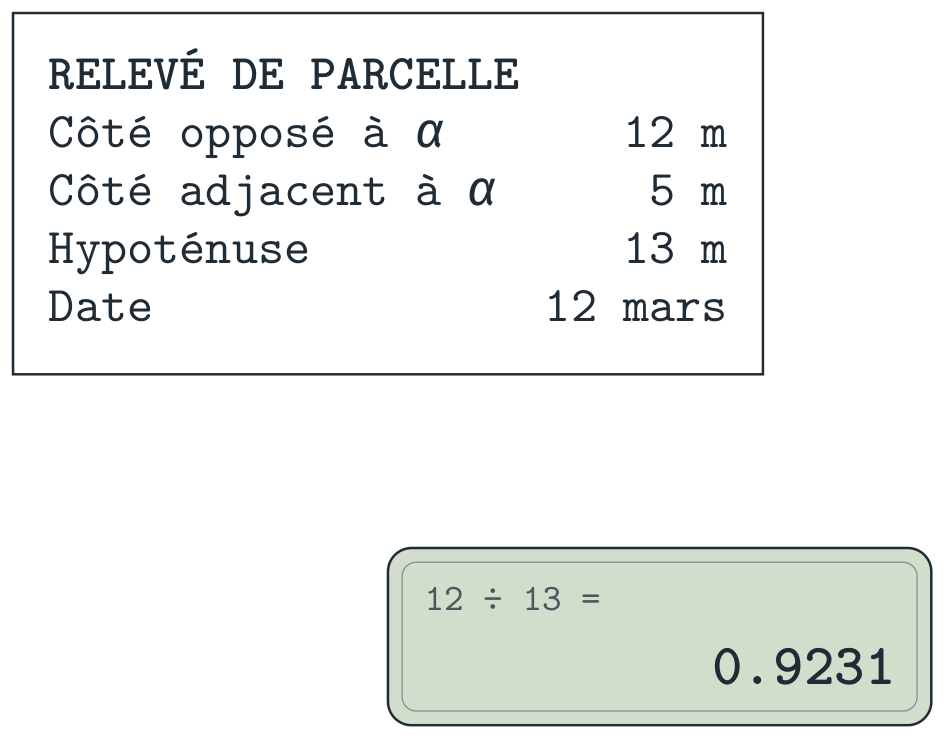 RELEVÉ DE PARCELLE
Côté opposé à α 12 m
Côté adjacent à α 5 m
Hypoténuse 13 m
Date 12 mars
12 ÷ 13 =
0.9231